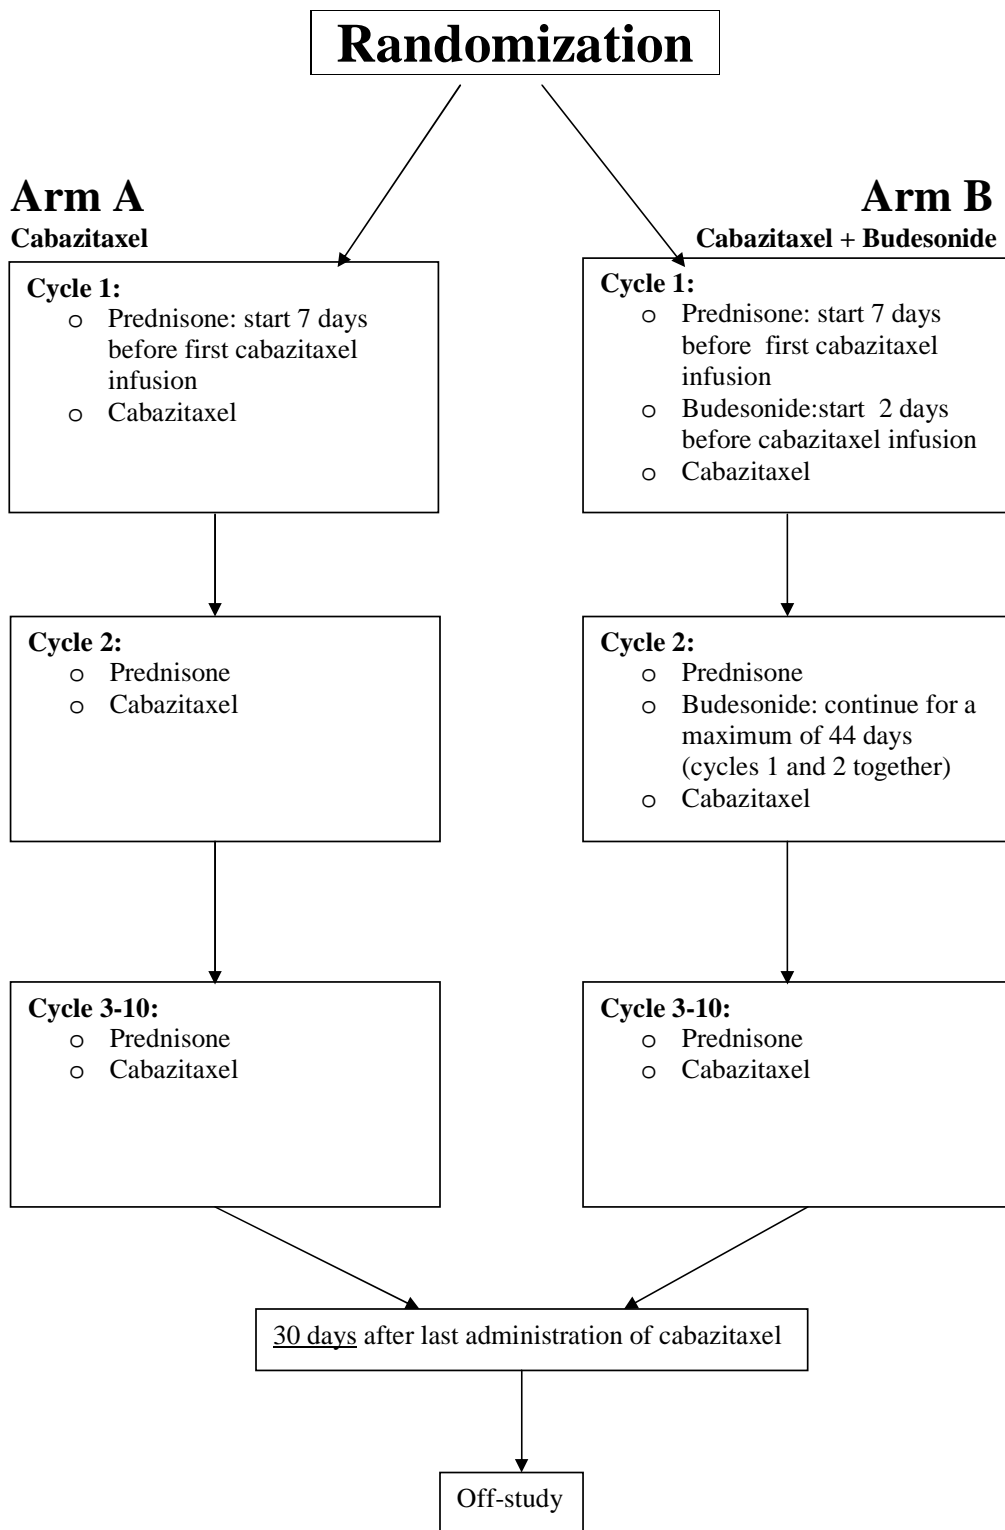 Randomization
Arm A
Cabazitaxel
Cycle 1:
o Prednisone: start 7 days
before first cabazitaxel
infusion
o Cabazitaxel
Cycle 2:
o Prednisone
o Cabazitaxel
Cycle 3-10:
o Prednisone
o Cabazitaxel
Arm B
Cabazitaxel + Budesonide
Cycle 1:
o Prednisone: start 7 days
before  first cabazitaxel
infusion
o Budesonide:start  2 days
before cabazitaxel infusion
o Cabazitaxel
Cycle 2:
o Prednisone
o Budesonide: continue for a
maximum of 44 days
(cycles 1 and 2 together)
o Cabazitaxel
Cycle 3-10:
o Prednisone
o Cabazitaxel
30 days after last administration of cabazitaxel
Off-study